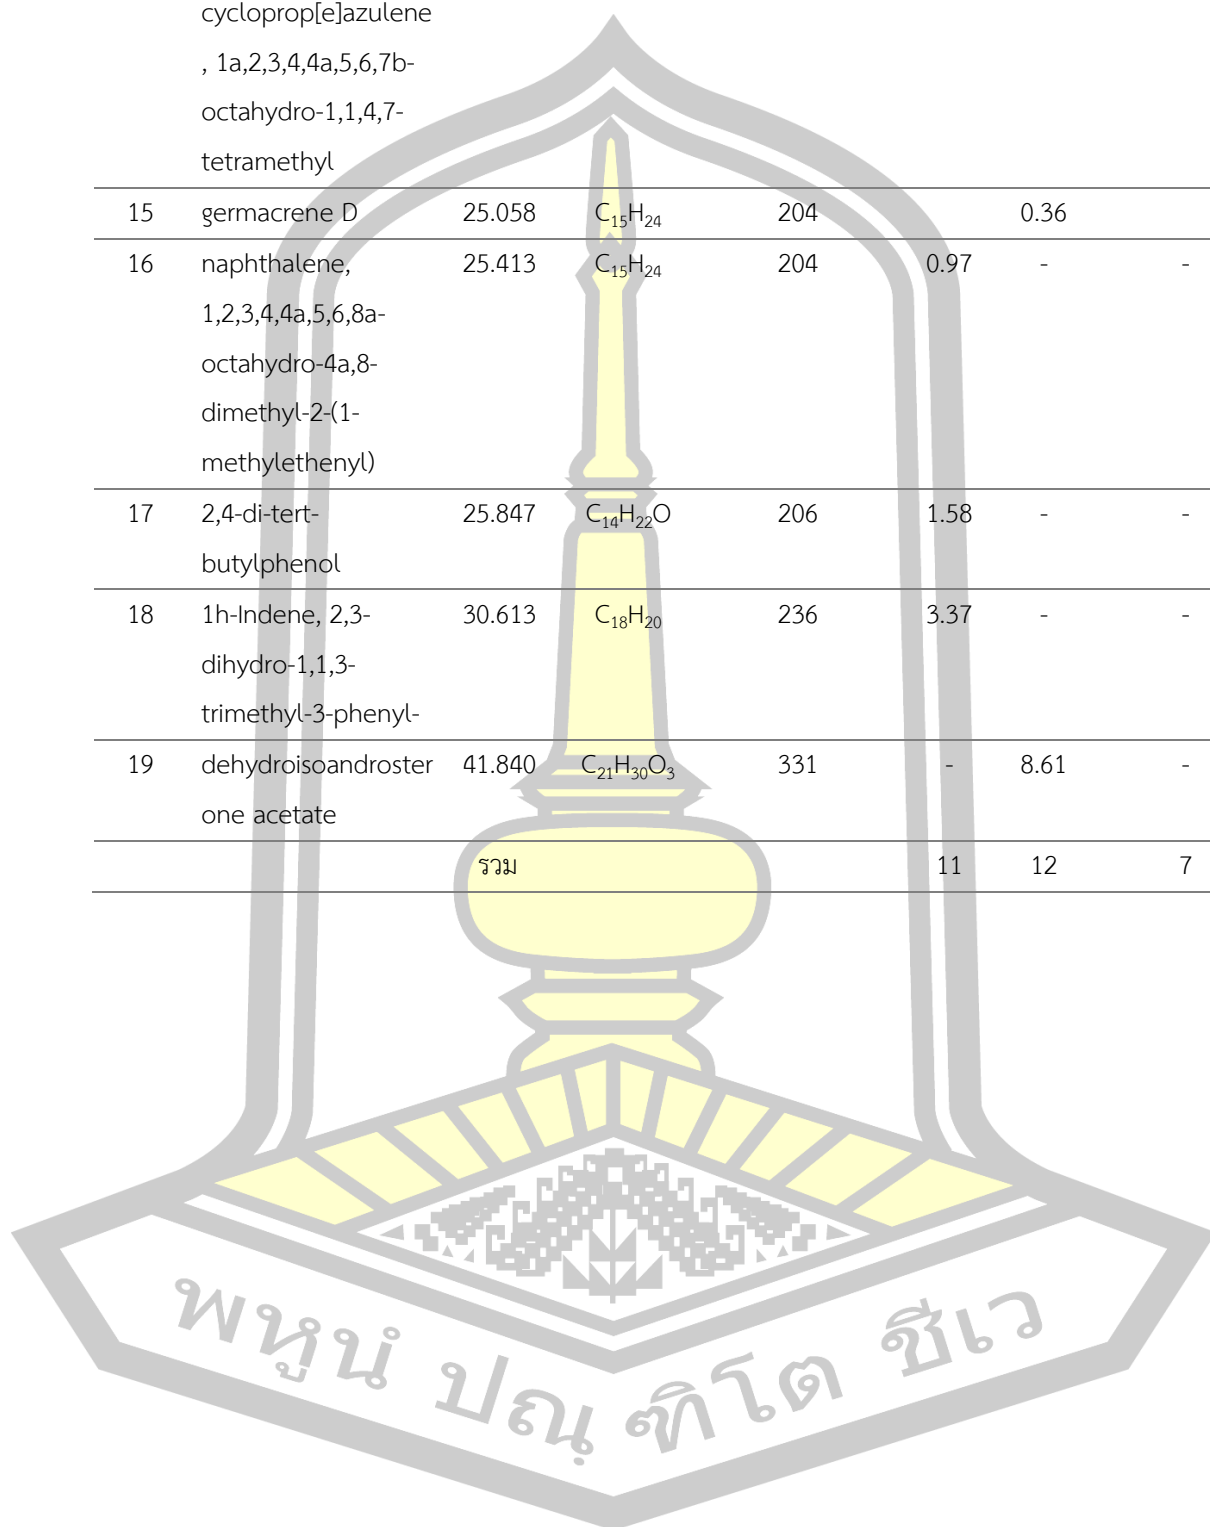 cycloprop[e]azulene
, 1a,2,3,4,4a,5,6,7b-
octahydro-1,1,4,7-
tetramethyl
15 germacrene D 25.058 C₁₅H₂₄ 204 0.36
16 naphthalene, 25.413 C₁₅H₂₄ 204 0.97 - -
1,2,3,4,4a,5,6,8a-
octahydro-4a,8-
dimethyl-2-(1-
methylethenyl)
17 2,4-di-tert- 25.847 C₁₄H₂₂O 206 1.58 - -
butylphenol
18 1h-Indene, 2,3- 30.613 C₁₈H₂₀ 236 3.37 - -
dihydro-1,1,3-
trimethyl-3-phenyl-
19 dehydroisoandroster 41.840 C₂₁H₃₀O₃ 331 - 8.61 -
one acetate
รวม 11 12 7
พหูนํ ปณฺฑิโต ชีเว